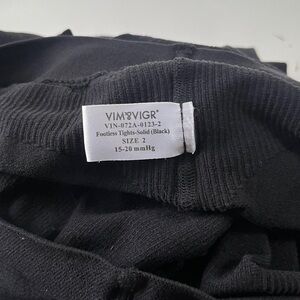 VIM&VIGR®
VIN-072A-0123-2
Footless Tights-Solid (Black)
SIZE 2
15-20 mmHg